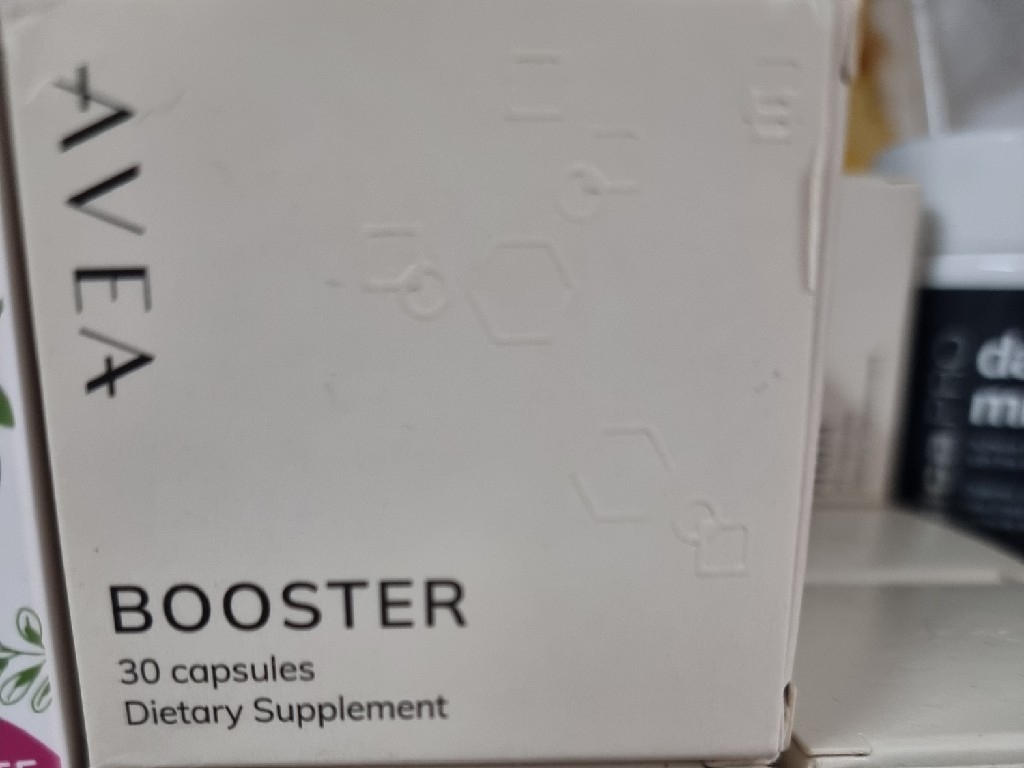 AVEA
BOOSTER
30 capsules
Dietary Supplement